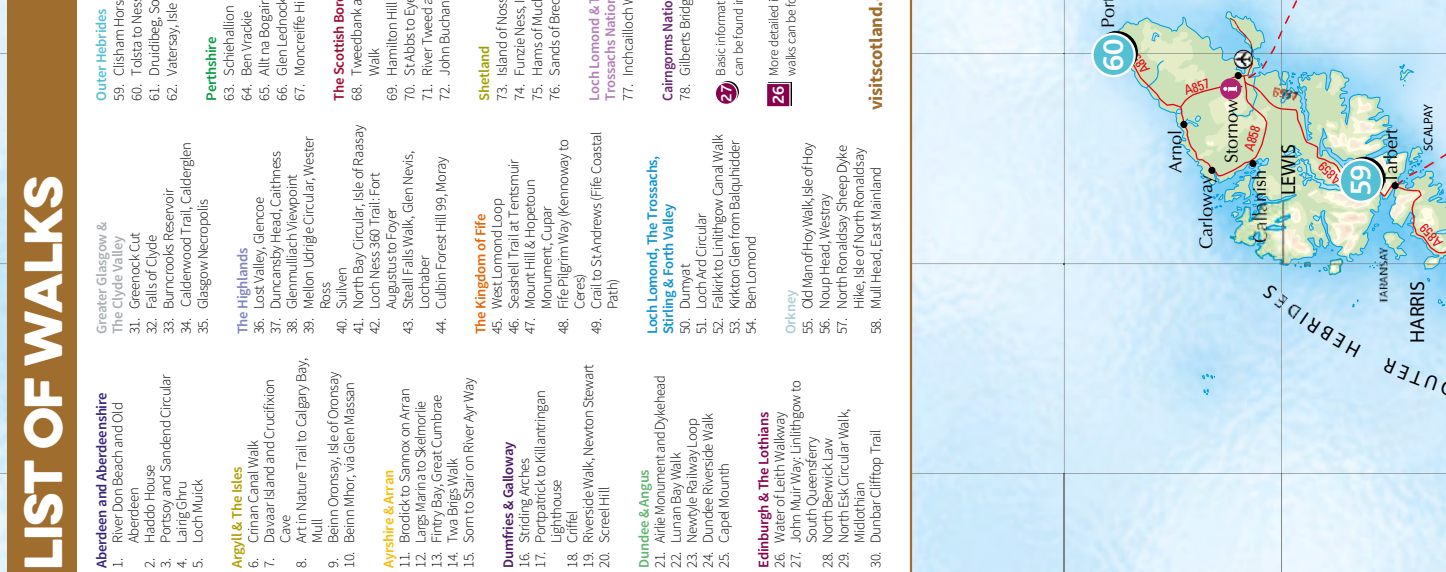 LIST OF WALKS
Aberdeen and Aberdeenshire
1. River Don Beach and Old
Aberdeen
2. Haddo House
3. Portsoy and Sandend Circular
4. Lairig Ghru
5. Loch Muick
Argyll & The Isles
6. Crinan Canal Walk
7. Davaar Island and Crucifixion
Cave
8. Art in Nature Trail to Calgary Bay,
Mull
9. Beinn Oronsay, Isle of Oronsay
10. Beinn Mhor, via Glen Massan
Ayrshire & Arran
11. Brodick to Sannox on Arran
12. Largs Marina to Skelmorlie
13. Fintry Bay, Great Cumbrae
14. Twa Brigs Walk
15. Sorn to Stair on River Ayr Way
Dumfries & Galloway
16. Striding Arches
17. Portpatrick to Killantringan
Lighthouse
18. Criffel
19. Riverside Walk, Newton Stewart
20. Screel Hill
Dundee & Angus
21. Airlie Monument and Dykehead
22. Lunan Bay Walk
23. Newtyle Railway Loop
24. Dundee Riverside Walk
25. Capel Mounth
Edinburgh & The Lothians
26. Water of Leith Walkway
27. John Muir Way: Linlithgow to
South Queensferry
28. North Berwick Law
29. North Esk Circular Walk,
Midlothian
30. Dunbar Clifftop Trail
Greater Glasgow &
The Clyde Valley
31. Greenock Cut
32. Falls of Clyde
33. Burncrooks Reservoir
34. Calderwood Trail, Calderglen
35. Glasgow Necropolis
The Highlands
36. Lost Valley, Glencoe
37. Duncansby Head, Caithness
38. Glenmulliach Viewpoint
39. Mellon Udrigle Circular, Wester
Ross
40. Suilven
41. North Bay Circular, Isle of Raasay
42. Loch Ness 360 Trail: Fort
Augustus to Foyer
43. Steall Falls Walk, Glen Nevis,
Lochaber
44. Culbin Forest Hill 99, Moray
The Kingdom of Fife
45. West Lomond Loop
46. Seashell Trail at Tentsmuir
47. Mount Hill & Hopetoun
Monument, Cupar
48. Fife Pilgrim Way (Kennoway to
Ceres)
49. Crail to St Andrews (Fife Coastal
Path)
Loch Lomond, The Trossachs,
Stirling & Forth Valley
50. Dumyat
51. Loch Ard Circular
52. Falkirk to Linlithgow Canal Walk
53. Kirkton Glen from Balquhidder
54. Ben Lomond
Orkney
55. Old Man of Hoy Walk, Isle of Hoy
56. Noup Head, Westray
57. North Ronaldsay Sheep Dyke
Hike, Isle of North Ronaldsay
58. Mull Head, East Mainland
Outer Hebrides
59. Clisham Hors
60. Tolsta to Ness
61. Druidibeg, So
62. Vatersay, Isle
Perthshire
63. Schiehallion
64. Ben Vrackie
65. Allt na Bogair
66. Glen Lednock
67. Moncreiffe Hi
The Scottish Bor
68. Tweedbank a
Walk
69. Hamilton Hill
70. St Abbs to Eye
71. River Tweed a
72. John Buchan
Shetland
73. Island of Noss
74. Funzie Ness, I
75. Hams of Muc
76. Sands of Brec
Loch Lomond & T
Trossachs Nation
77. Inchcailloch W
Cairngorms Natio
78. Gilberts Bridg
27 Basic informat
can be found in
26 More detailed i
walks can be fo
visitscotland.
Port
60
A857
A857
Arnol
i
Stornow
A858
Carloway
Callanish
LEWIS
A859
59
Tarbert
SCALPAY
TARANSAY
A859
HARRIS
OUTER HEBRIDES